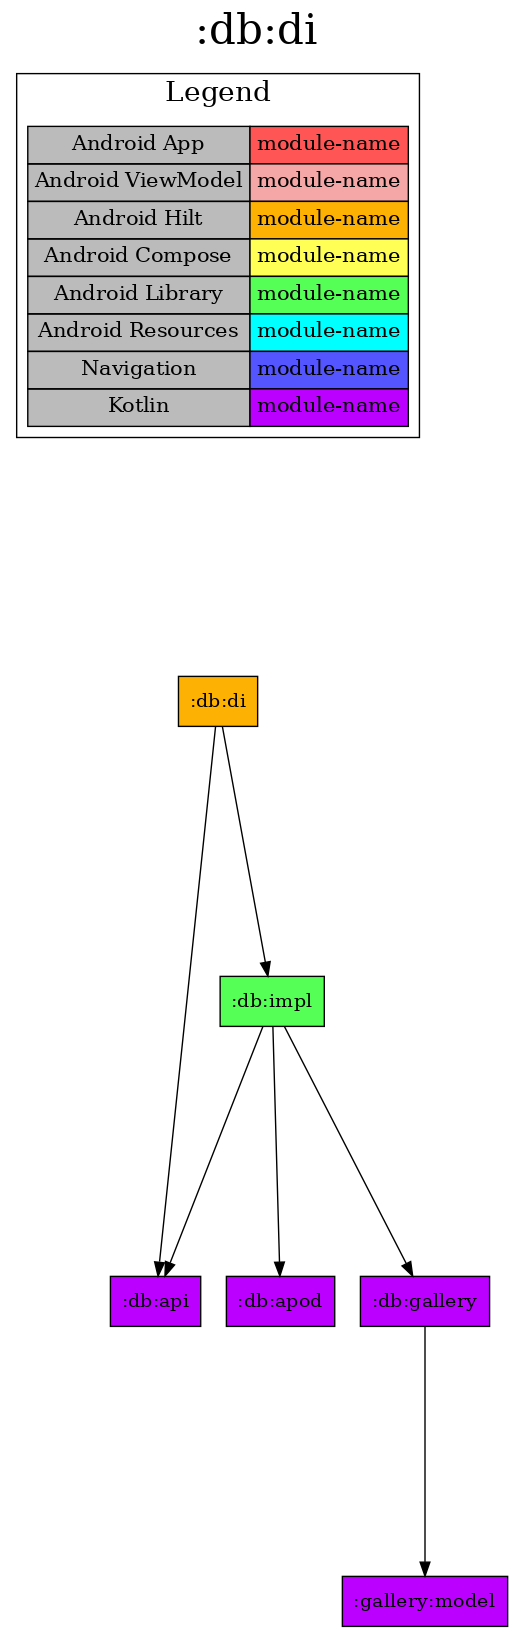 :db:di
Legend
Android App module-name
Android ViewModel module-name
Android Hilt module-name
Android Compose module-name
Android Library module-name
Android Resources module-name
Navigation module-name
Kotlin module-name
:db:di
:db:impl
:db:api :db:apod :db:gallery
:gallery:model